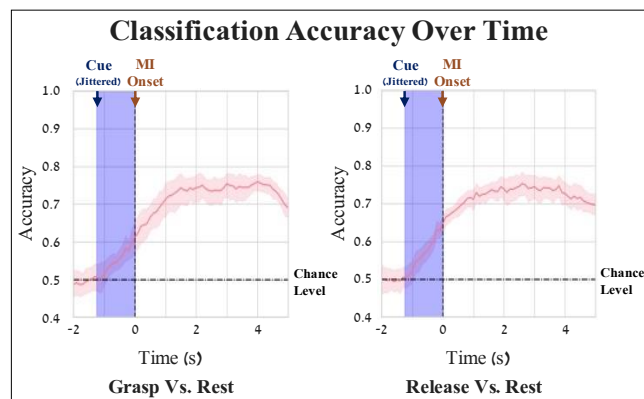 Classification Accuracy Over Time
Cue
(Jittered)
MI
Onset
1.0
0.9
0.8
0.7
0.6
0.5
0.4
Accuracy
-2
0
2
4
Time (s)
Grasp Vs. Rest
Chance
Level
Cue
(Jittered)
MI
Onset
1.0
0.9
0.8
0.7
0.6
0.5
0.4
Accuracy
-2
0
2
4
Time (s)
Release Vs. Rest
Chance
Level